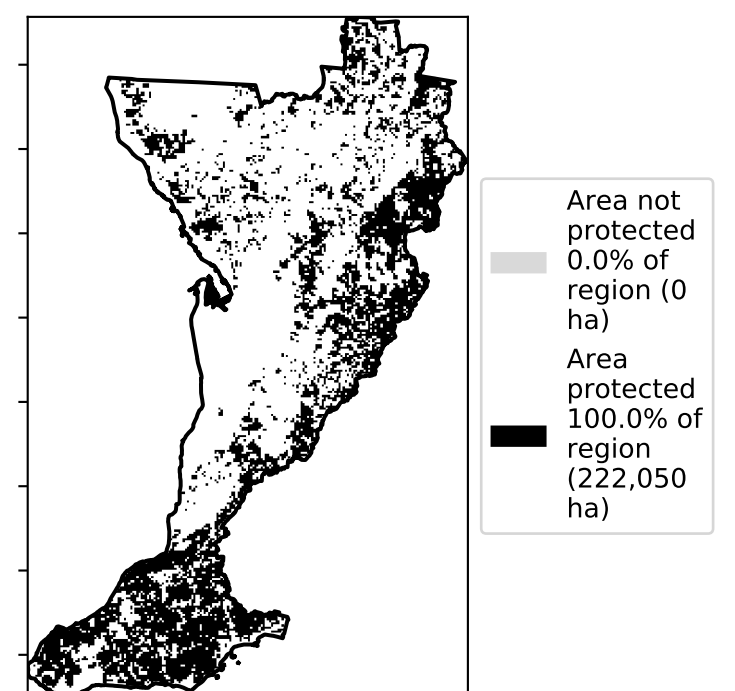 Area not
protected
0.0% of
region (0
ha)
Area
protected
100.0% of
region
(222,050
ha)